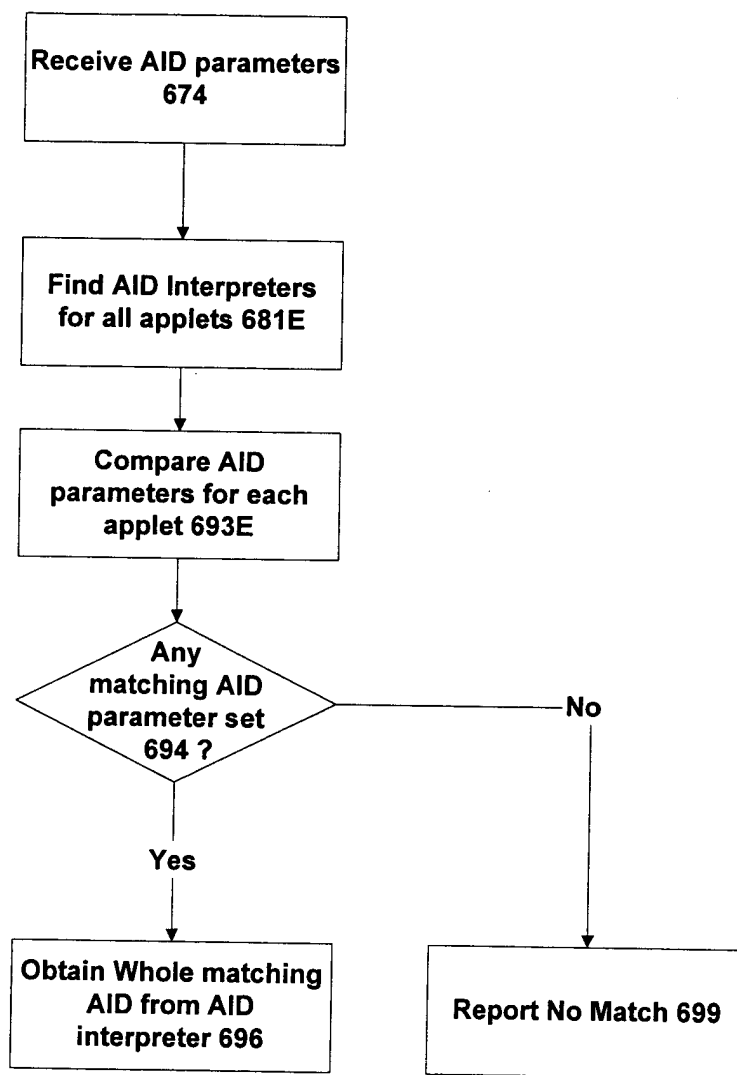 Receive AID parameters
674
Find AID Interpreters
for all applets 681E
Compare AID
parameters for each
applet 693E
Any
matching AID
parameter set
694 ?
No
Yes
Obtain Whole matching
AID from AID
interpreter 696
Report No Match 699